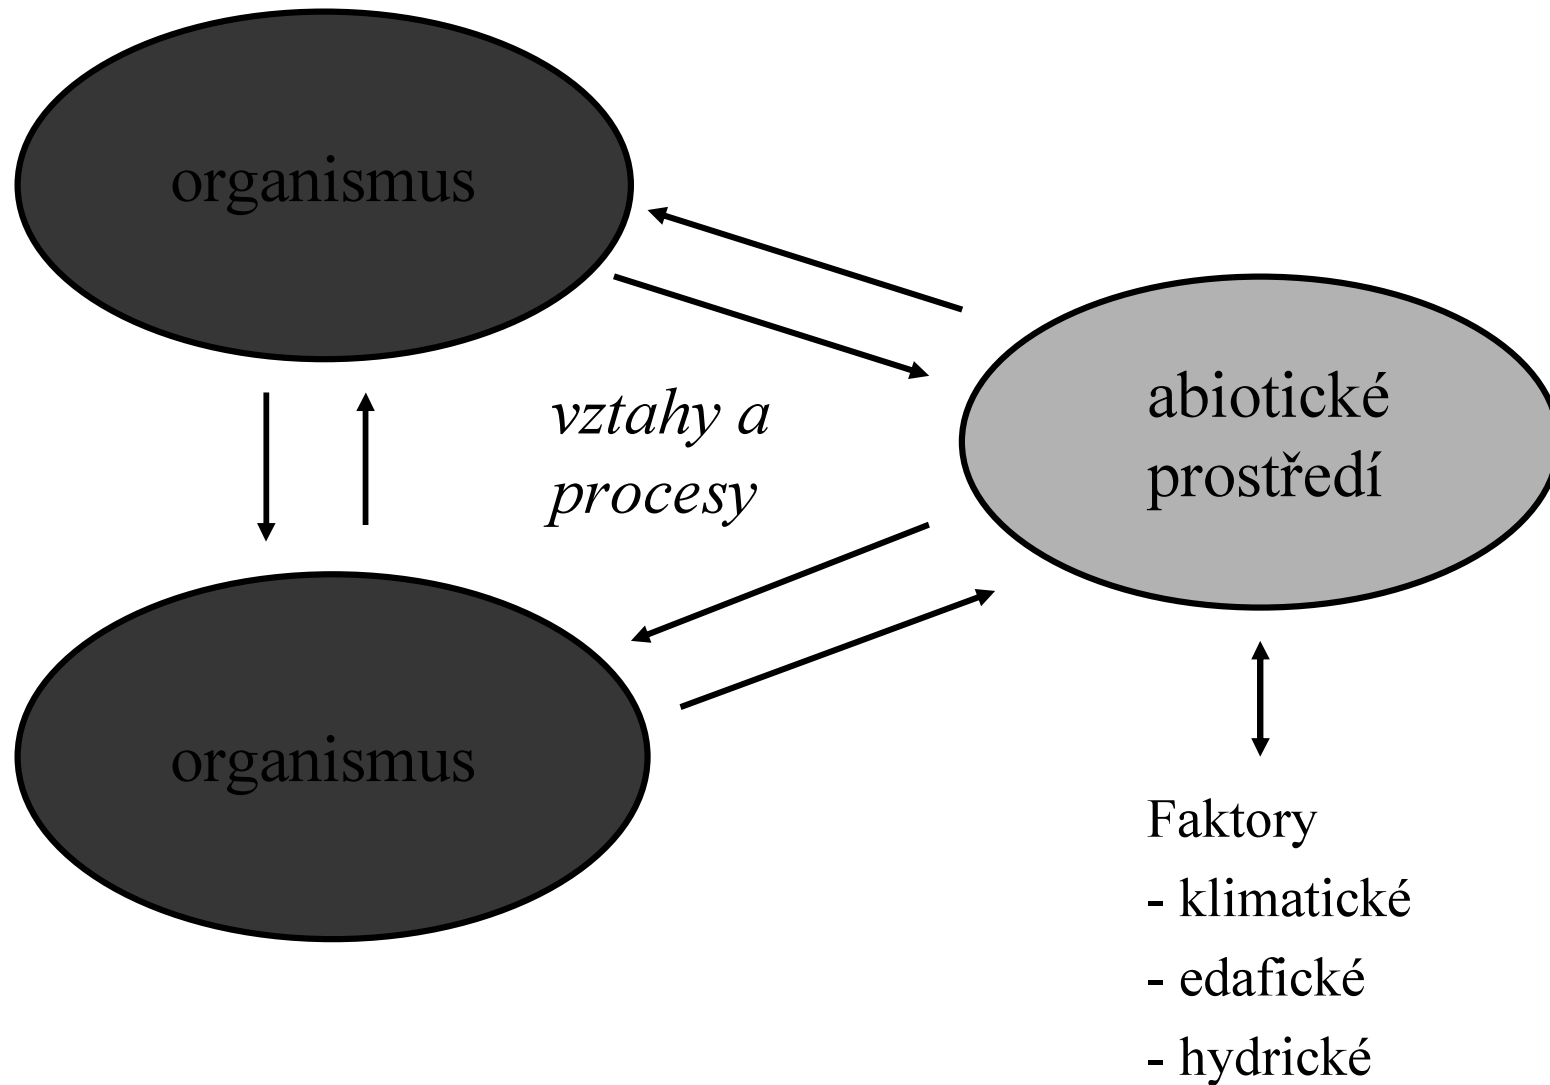 organismus
vztahy a
procesy
abiotické
prostředí
organismus
Faktory
- klimatické
- edafické
- hydrické